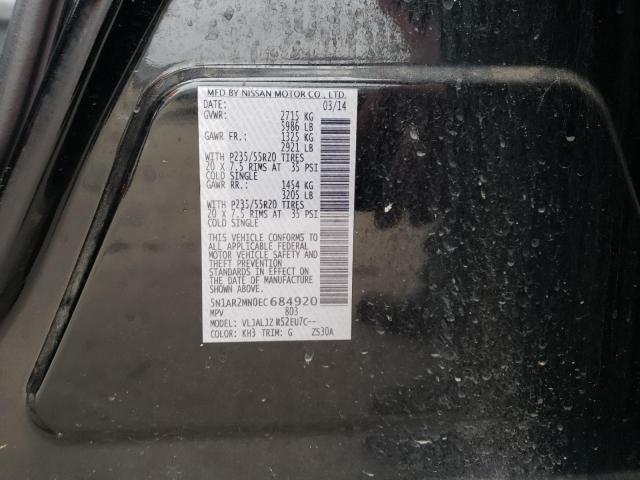 MFD BY NISSAN MOTOR CO., LTD.
DATE: 03/14
GVWR: 2715 KG
5986 LB
GAWR FR.: 1325 KG
2921 LB
WITH P235/55R20 TIRES
20 X 7.5 RIMS AT 35 PSI
COLD SINGLE
GAWR RR.: 1454 KG
3205 LB
WITH P235/55R20 TIRES
20 X 7.5 RIMS AT 35 PSI
COLD SINGLE
THIS VEHICLE CONFORMS TO
ALL APPLICABLE FEDERAL
MOTOR VEHICLE SAFETY AND
THEFT PREVENTION
STANDARDS IN EFFECT ON THE
DATE OF MANUFACTURE
SHOWN ABOVE.
5N1AR2MN0EC684920
MPV 803
MODEL: VLJALJZ R52EU7C--
COLOR: KH3 TRIM: G ZS30A